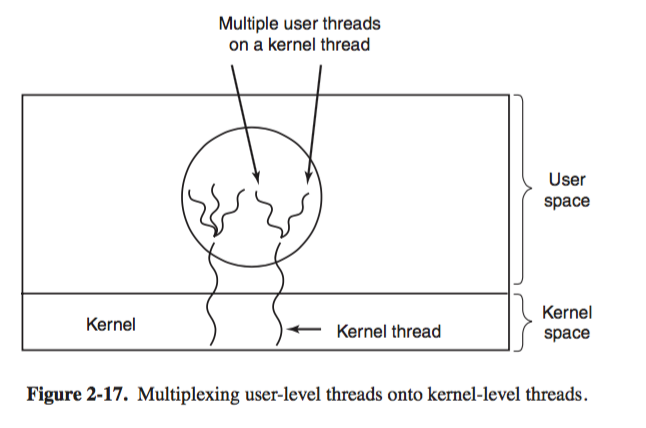 Multiple user threads
on a kernel thread
User
space
Kernel
Kernel thread
Kernel
space
Figure 2-17. Multiplexing user-level threads onto kernel-level threads.